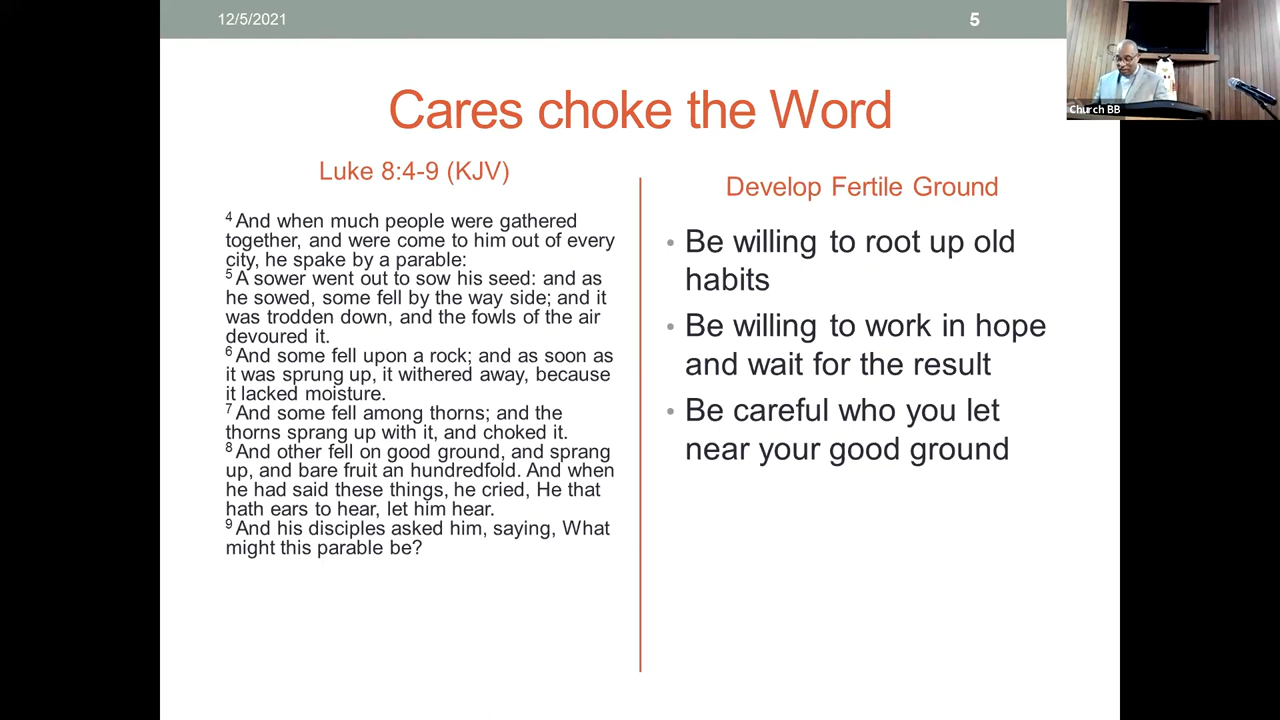 12/5/2021
5
Church BB
Cares choke the Word
Luke 8:4-9 (KJV)
4 And when much people were gathered
together, and were come to him out of every
city, he spake by a parable:
5 A sower went out to sow his seed: and as
he sowed, some fell by the way side; and it
was trodden down, and the fowls of the air
devoured it.
6 And some fell upon a rock; and as soon as
it was sprung up, it withered away, because
it lacked moisture.
7 And some fell among thorns; and the
thorns sprang up with it, and choked it.
8 And other fell on good ground, and sprang
up, and bare fruit an hundredfold. And when
he had said these things, he cried, He that
hath ears to hear, let him hear.
9 And his disciples asked him, saying, What
might this parable be?
Develop Fertile Ground
• Be willing to root up old
habits
• Be willing to work in hope
and wait for the result
• Be careful who you let
near your good ground